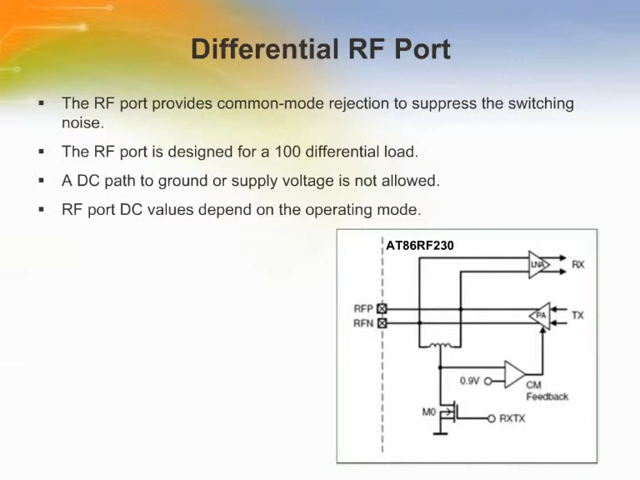 Differential RF Port
▪ The RF port provides common-mode rejection to suppress the switching
noise.
▪ The RF port is designed for a 100 differential load.
▪ A DC path to ground or supply voltage is not allowed.
▪ RF port DC values depend on the operating mode.
AT86RF230
LNA
RX
RFP
RFN
PA
TX
0.9V
CM
Feedback
M0
RXTX